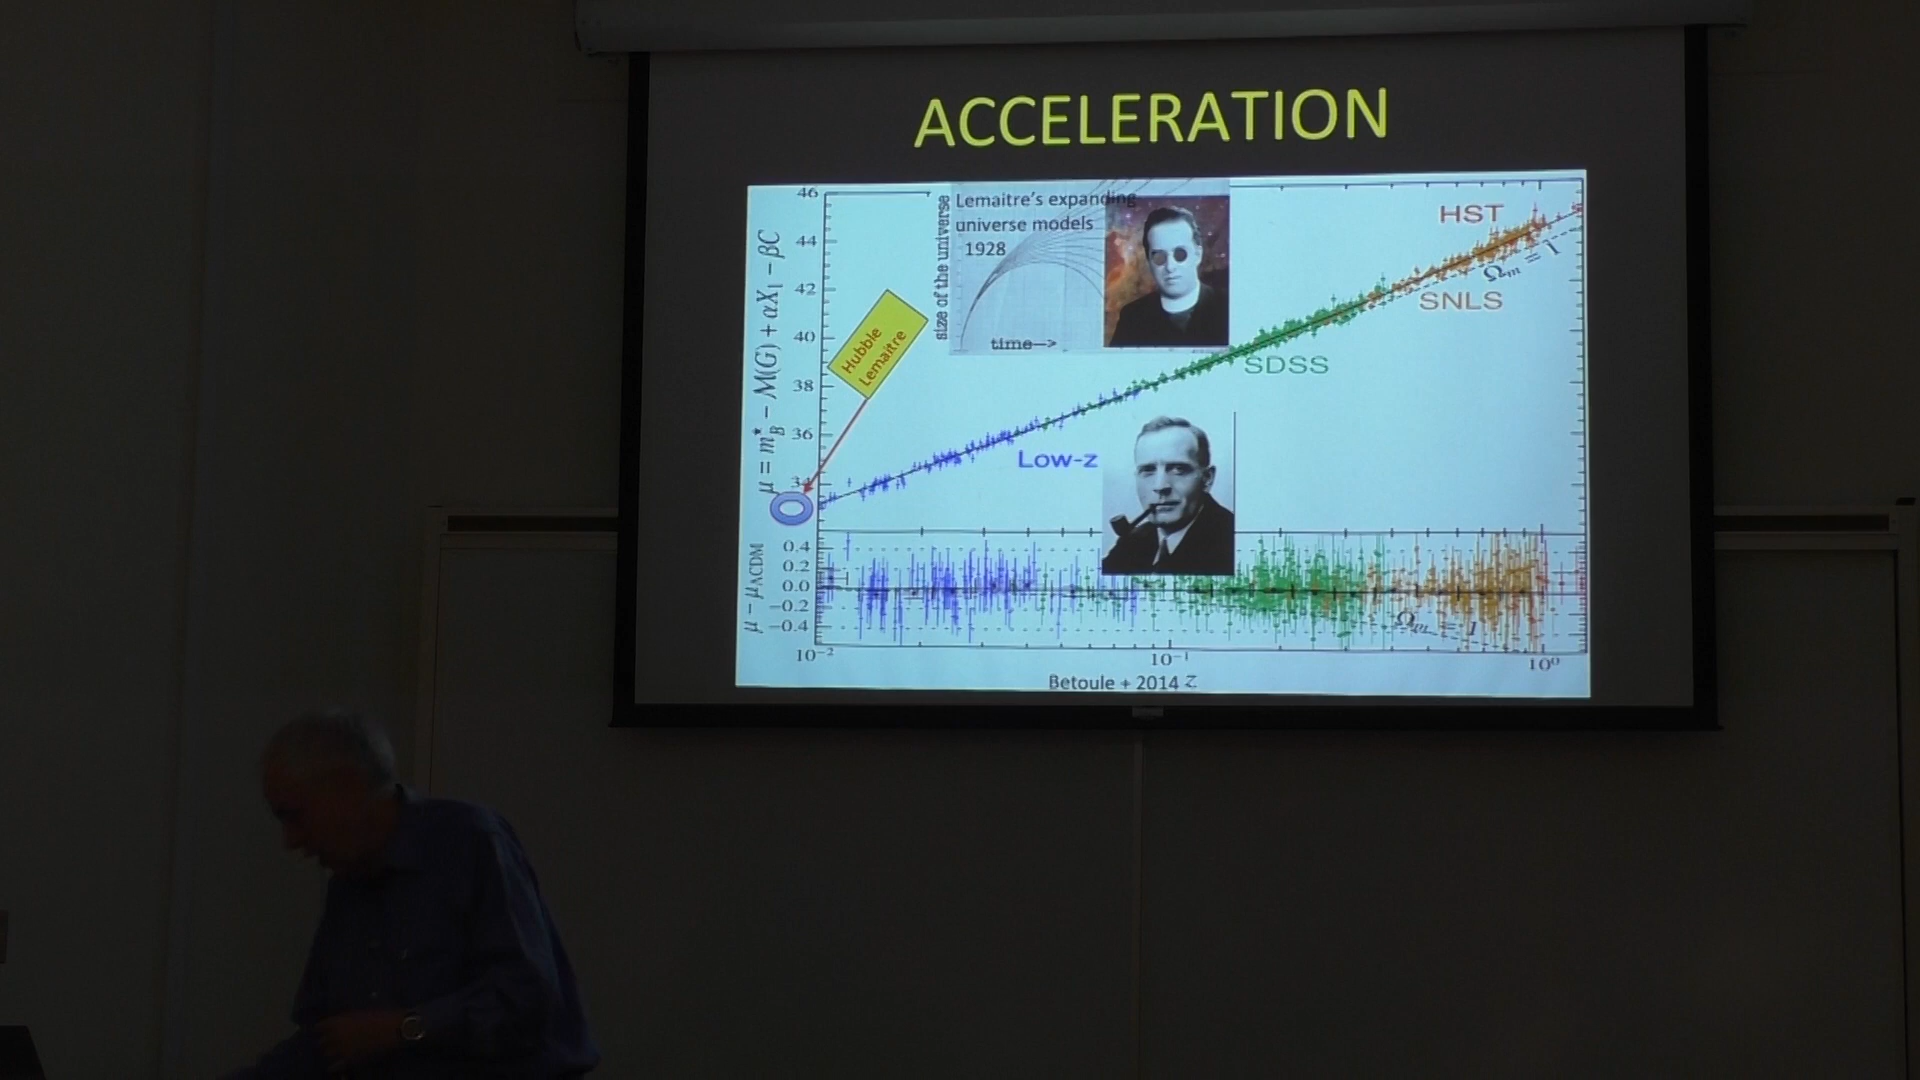 ACCELERATION
46
44
42
40
38
36
34
μ = m*B − M(G) + αX1 − βC
size of the universe
Lemaitre's expanding
universe models
1928
time—>
Hubble
Lemaitre
HST
Ωm = 1
SNLS
SDSS
Low-z
μ − μΛCDM
0.4
0.2
0.0
−0.2
−0.4
Ωm = 1
10−2
10−1
100
Betoule + 2014 z